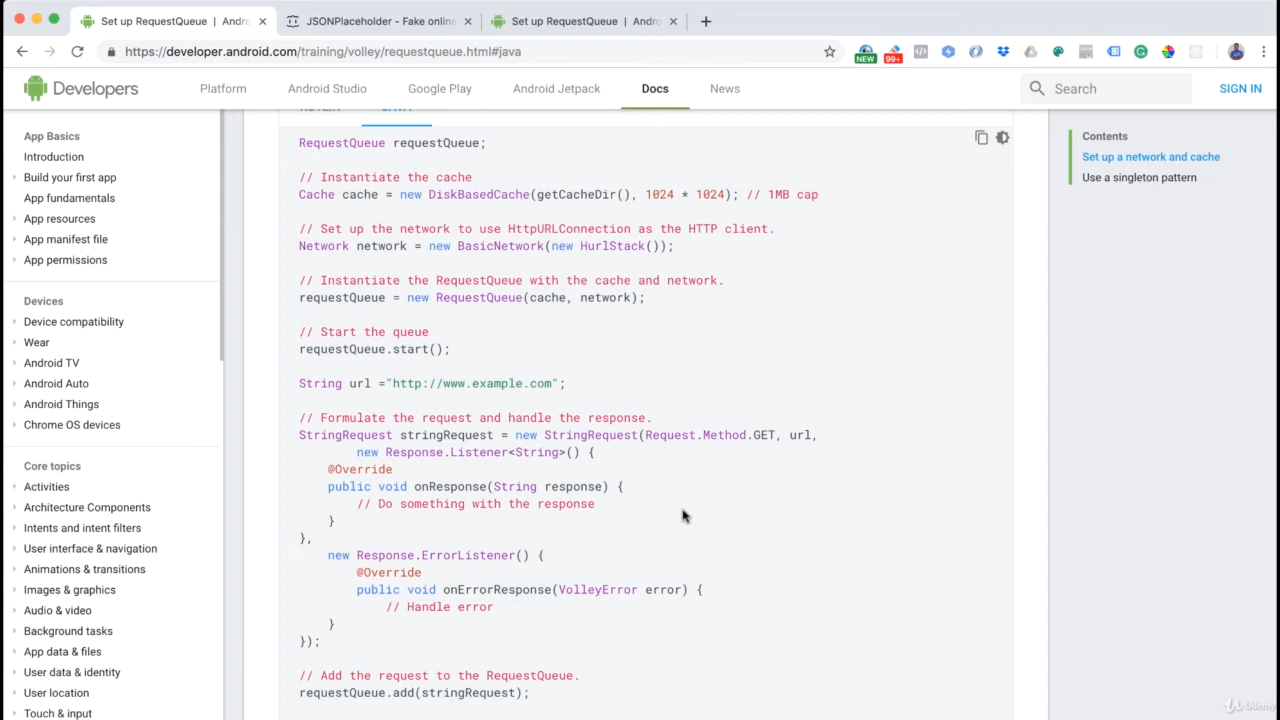 Set up RequestQueue | Andro
JSONPlaceholder - Fake online
Set up RequestQueue | Andro
https://developer.android.com/training/volley/requestqueue.html#java
NEW
99+
Developers
Platform
Android Studio
Google Play
Android Jetpack
Docs
News
Search
SIGN IN
App Basics
Introduction
Build your first app
App fundamentals
App resources
App manifest file
App permissions
Devices
Device compatibility
Wear
Android TV
Android Auto
Android Things
Chrome OS devices
Core topics
Activities
Architecture Components
Intents and intent filters
User interface & navigation
Animations & transitions
Images & graphics
Audio & video
Background tasks
App data & files
User data & identity
User location
Touch & input
KOTLIN
JAVA
RequestQueue requestQueue;
// Instantiate the cache
Cache cache = new DiskBasedCache(getCacheDir(), 1024 * 1024); // 1MB cap
// Set up the network to use HttpURLConnection as the HTTP client.
Network network = new BasicNetwork(new HurlStack());
// Instantiate the RequestQueue with the cache and network.
requestQueue = new RequestQueue(cache, network);
// Start the queue
requestQueue.start();
String url ="http://www.example.com";
// Formulate the request and handle the response.
StringRequest stringRequest = new StringRequest(Request.Method.GET, url,
new Response.Listener<String>() {
@Override
public void onResponse(String response) {
// Do something with the response
}
},
new Response.ErrorListener() {
@Override
public void onErrorResponse(VolleyError error) {
// Handle error
}
});
// Add the request to the RequestQueue.
requestQueue.add(stringRequest);
Contents
Set up a network and cache
Use a singleton pattern
Udemy